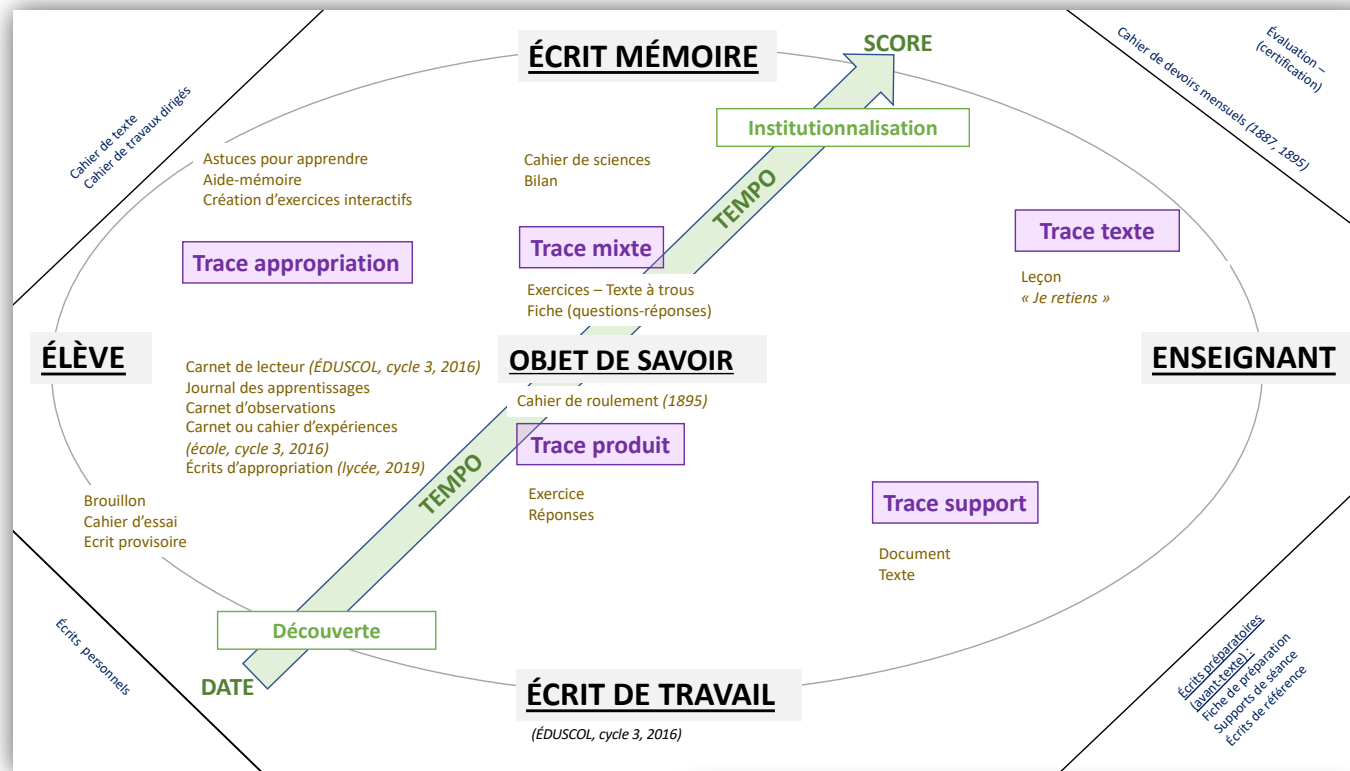 ÉCRIT MÉMOIRE
SCORE
Évaluation –
(certification)
Cahier de devoirs mensuels (1887, 1895)
Cahier de texte
Cahier de travaux dirigés
Institutionnalisation
Astuces pour apprendre
Aide-mémoire
Création d'exercices interactifs
Cahier de sciences
Bilan
TEMPO
Trace appropriation
Trace mixte
Trace texte
Exercices – Texte à trous
Fiche (questions-réponses)
Leçon
« Je retiens »
ÉLÈVE
OBJET DE SAVOIR
ENSEIGNANT
Carnet de lecteur (ÉDUSCOL, cycle 3, 2016)
Journal des apprentissages
Carnet d'observations
Carnet ou cahier d'expériences
(école, cycle 3, 2016)
Écrits d'appropriation (lycée, 2019)
Cahier de roulement (1895)
Trace produit
TEMPO
Exercice
Réponses
Trace support
Document
Texte
Brouillon
Cahier d'essai
Ecrit provisoire
Découverte
DATE
Écrits personnels
ÉCRIT DE TRAVAIL
(ÉDUSCOL, cycle 3, 2016)
Écrits préparatoires
(avant-texte) :
Fiche de préparation
Supports de séance
Écrits de référence